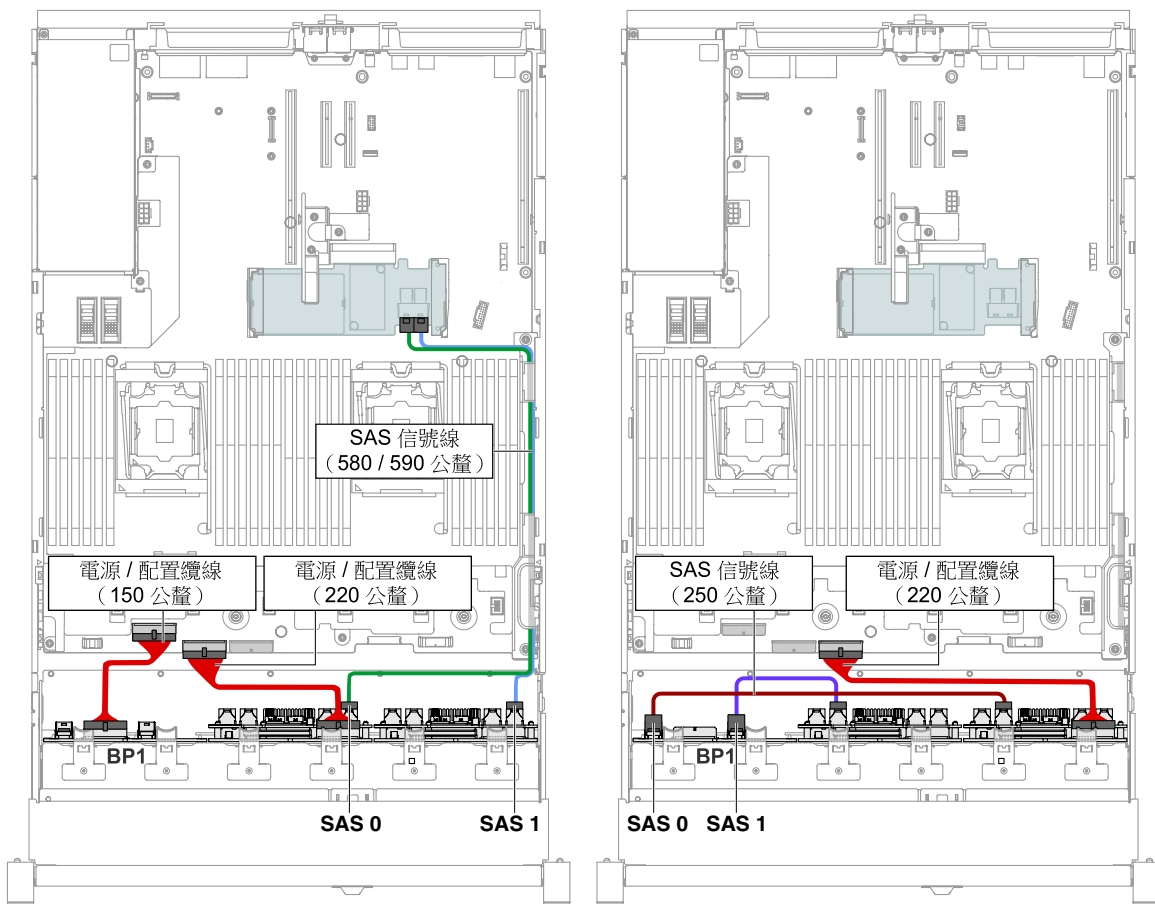 SAS 信號線
（580 / 590 公釐）
電源 / 配置纜線
（150 公釐）
電源 / 配置纜線
（220 公釐）
BP1
SAS 0
SAS 1
SAS 信號線
（250 公釐）
電源 / 配置纜線
（220 公釐）
BP1
SAS 0
SAS 1